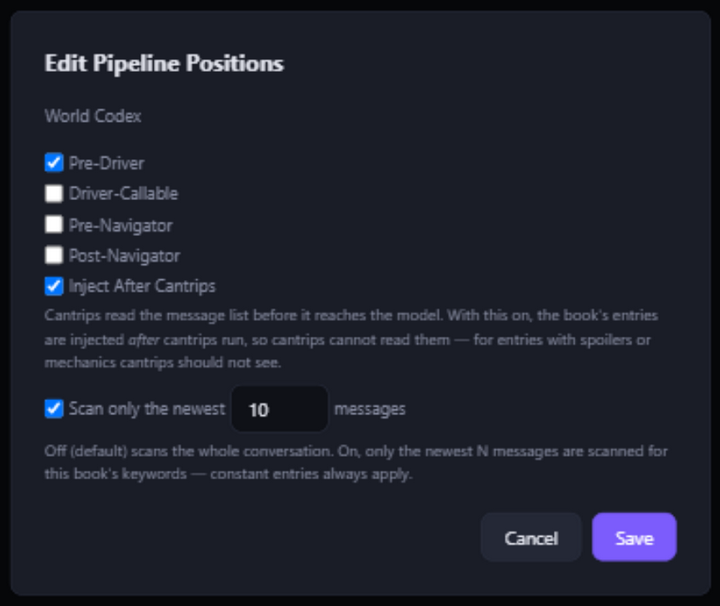 Edit Pipeline Positions
World Codex
Pre-Driver
Driver-Callable
Pre-Navigator
Post-Navigator
Inject After Cantrips
Cantrips read the message list before it reaches the model. With this on, the book's entries
are injected after cantrips run, so cantrips cannot read them — for entries with spoilers or
mechanics cantrips should not see.
Scan only the newest 10 messages
Off (default) scans the whole conversation. On, only the newest N messages are scanned for
this book's keywords — constant entries always apply.
Cancel Save